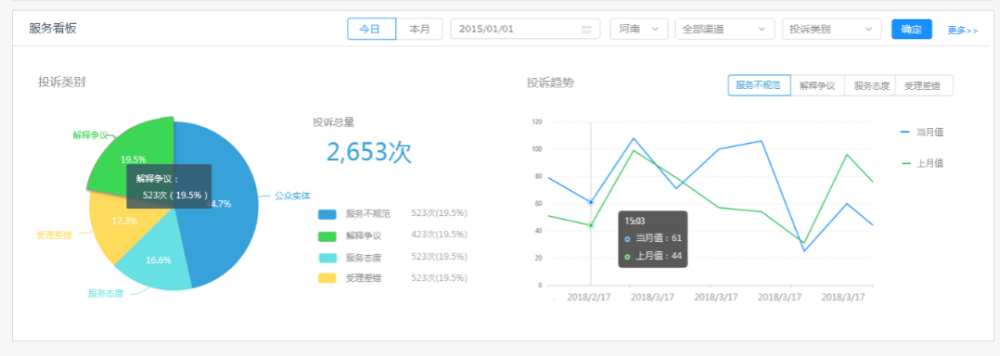 服务看板
今日 本月 2015/01/01 河南 全部渠道 投诉类别 确定 更多>>
投诉类别
解释争议
19.5%
解释争议：
523次 ( 19.5% )
4.7%
公众实体
17.3%
受理差错
16.6%
服务态度
投诉总量
2,653次
服务不规范 523次(19.5%)
解释争议 423次(19.5%)
服务态度 523次(19.5%)
受理差错 523次(19.5%)
投诉趋势
服务不规范 解释争议 服务态度 受理差错
120
100
80
60
40
20
0
15:03
当月值：61
上月值：44
2018/2/17 2018/3/17 2018/3/17 2018/3/17 2018/3/17
当月值
上月值